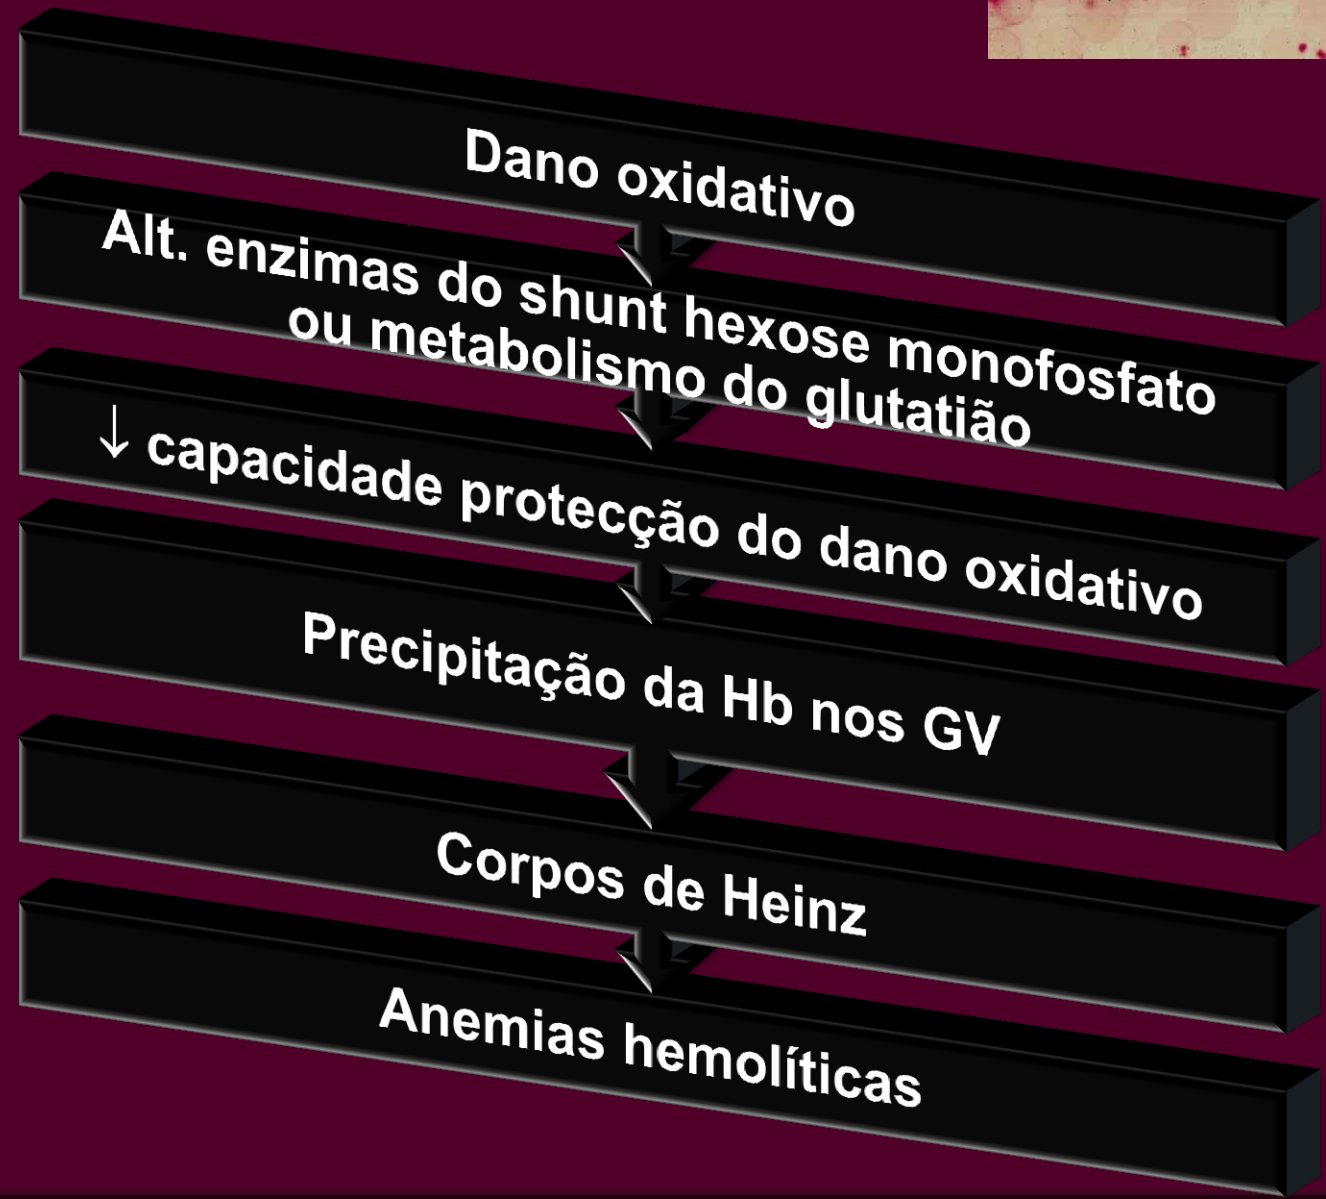 Dano oxidativo
Alt. enzimas do shunt hexose monofosfato
ou metabolismo do glutatião
↓ capacidade protecção do dano oxidativo
Precipitação da Hb nos GV
Corpos de Heinz
Anemias hemolíticas